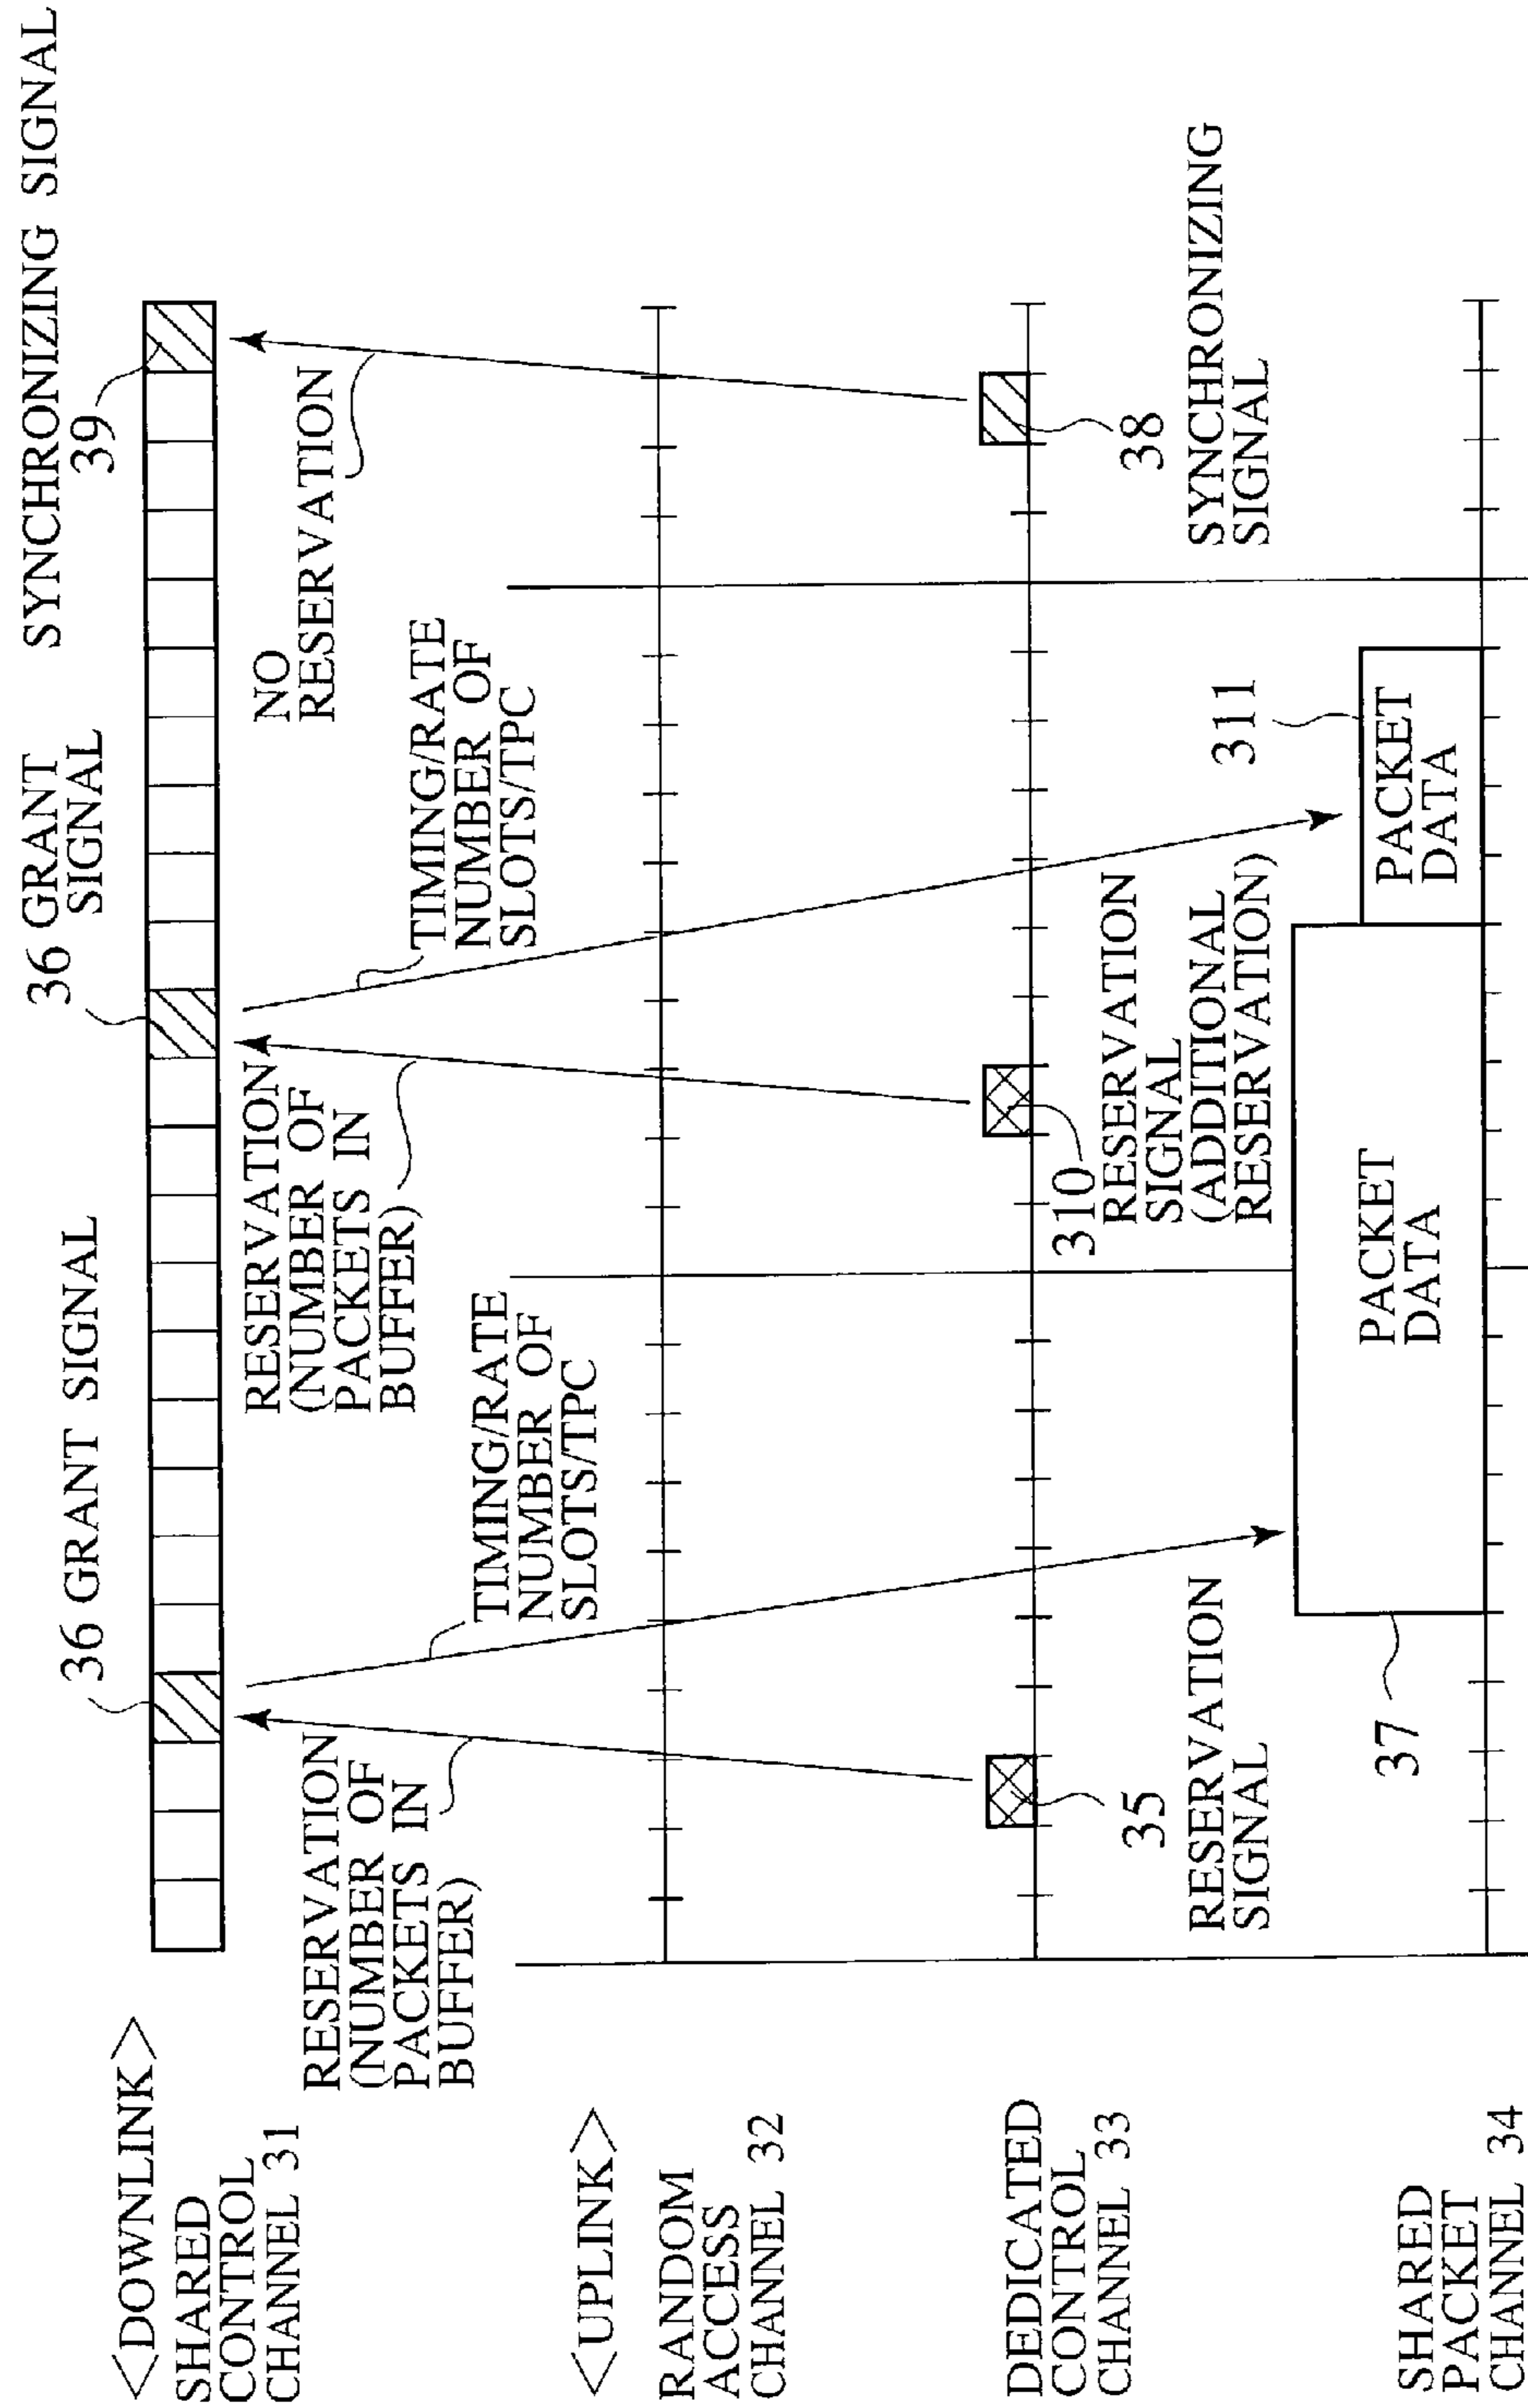 <DOWNLINK>
SHARED
CONTROL
CHANNEL 31
36 GRANT SIGNAL
36 GRANT
SIGNAL
SYNCHRONIZING SIGNAL
39
RESERVATION
(NUMBER OF
PACKETS IN
BUFFER)
TIMING/RATE
NUMBER OF
SLOTS/TPC
RESERVATION
(NUMBER OF
PACKETS IN
BUFFER)
TIMING/RATE
NUMBER OF
SLOTS/TPC
NO
RESERVATION
<UPLINK>
RANDOM
ACCESS
CHANNEL 32
DEDICATED
CONTROL
CHANNEL 33
35
RESERVATION
SIGNAL
310
RESERVATION
SIGNAL
(ADDITIONAL
RESERVATION)
38
SYNCHRONIZING
SIGNAL
SHARED
PACKET
CHANNEL 34
37
PACKET
DATA
311
PACKET
DATA